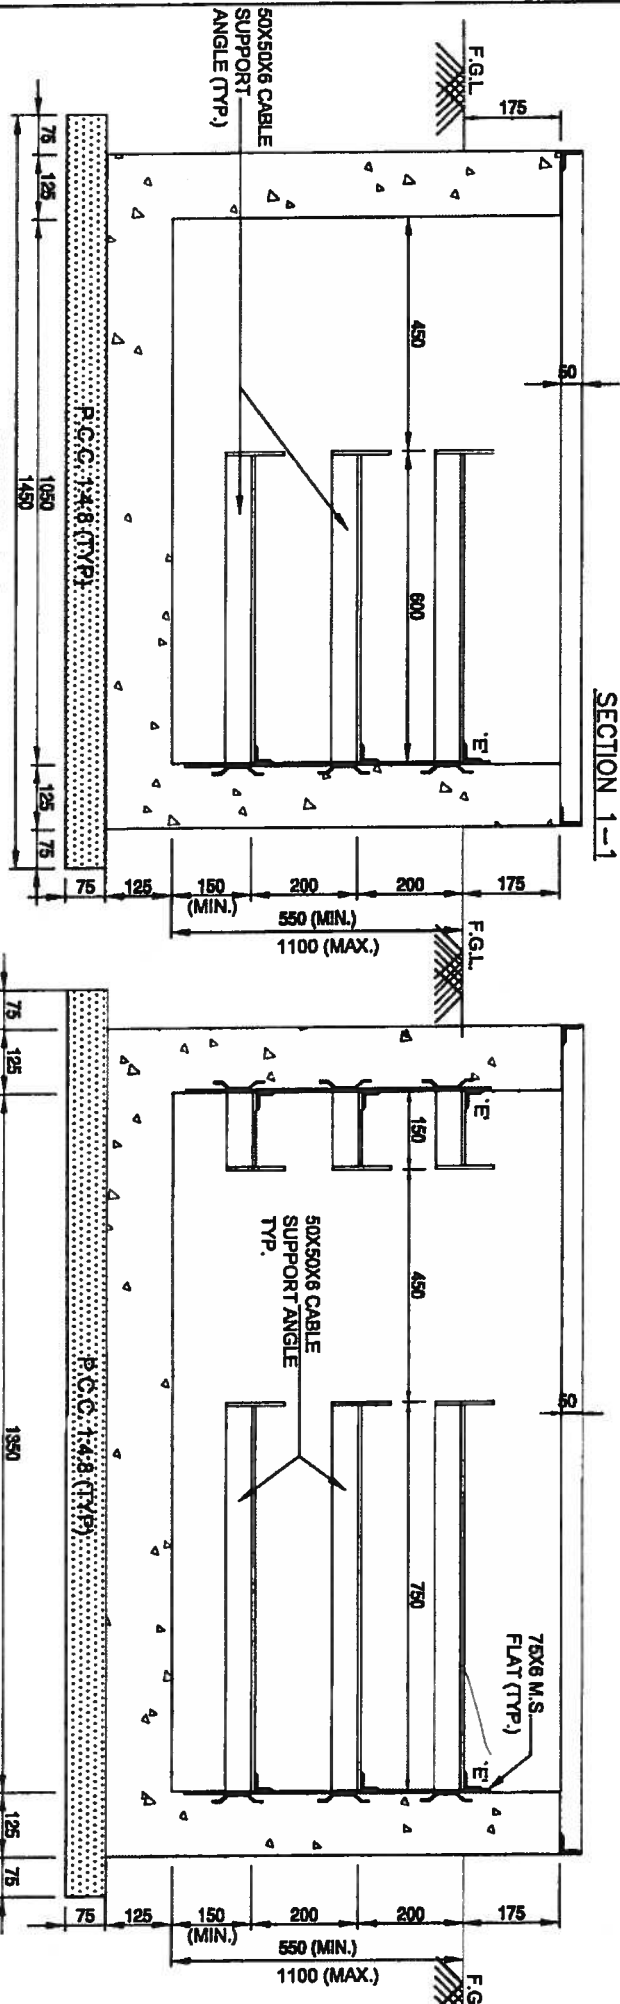 SECTION 1-1
F.G.L.
175
50
450
600
'E'
50X50X6 CABLE
SUPPORT
ANGLE (TYP.)
P.C.C. 1:4:8 (TYP)
75
125
1050
125
75
1450
75
125
150
(MIN.)
200
200
175
550 (MIN.)
1100 (MAX.)
F.G.L.
50
'E'
150
450
750
75X6 M.S.
FLAT (TYP.)
'E'
50X50X6 CABLE
SUPPORT ANGLE
TYP.
P.C.C. 1:4:8 (TYP)
75
125
1350
125
75
75
125
150
(MIN.)
200
200
175
550 (MIN.)
1100 (MAX.)
F.G